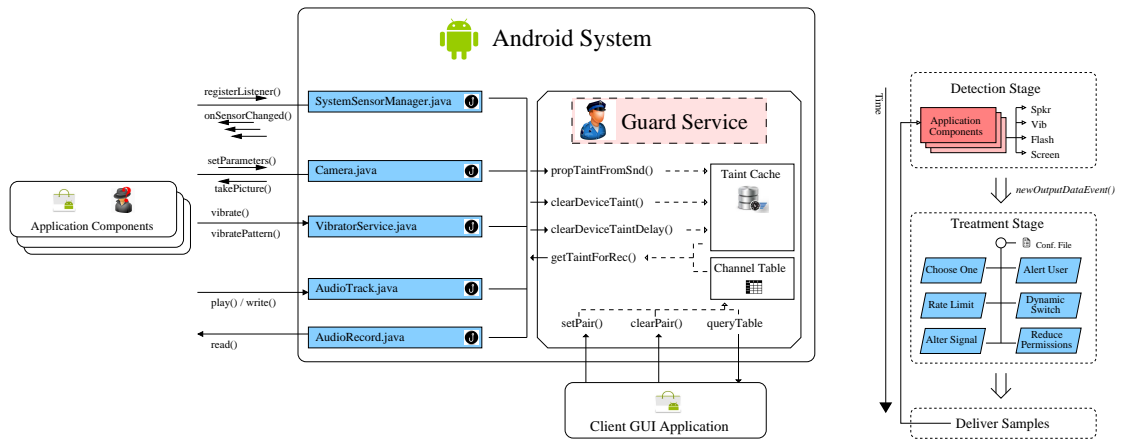 Android System
registerListener()
onSensorChanged()
setParameters()
takePicture()
vibrate()
vibratePattern()
play() / write()
read()
Application Components
SystemSensorManager.java
J
Camera.java
J
VibratorService.java
J
AudioTrack.java
J
AudioRecord.java
J
Guard Service
propTaintFromSnd()
clearDeviceTaint()
clearDeviceTaintDelay()
getTaintForRec()
Taint Cache
Channel Table
setPair()
clearPair()
queryTable
Client GUI Application
Time
Detection Stage
Application
Components
Spkr
Vib
Flash
Screen
newOutputDataEvent()
Treatment Stage
Conf. File
Choose One
Alert User
Rate Limit
Dynamic
Switch
Alter Signal
Reduce
Permissions
Deliver Samples